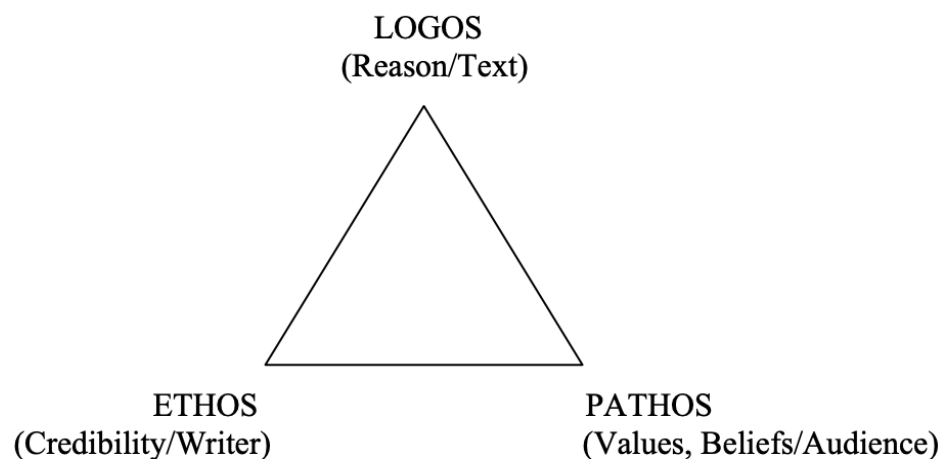 LOGOS
(Reason/Text)
ETHOS
(Credibility/Writer)
PATHOS
(Values, Beliefs/Audience)